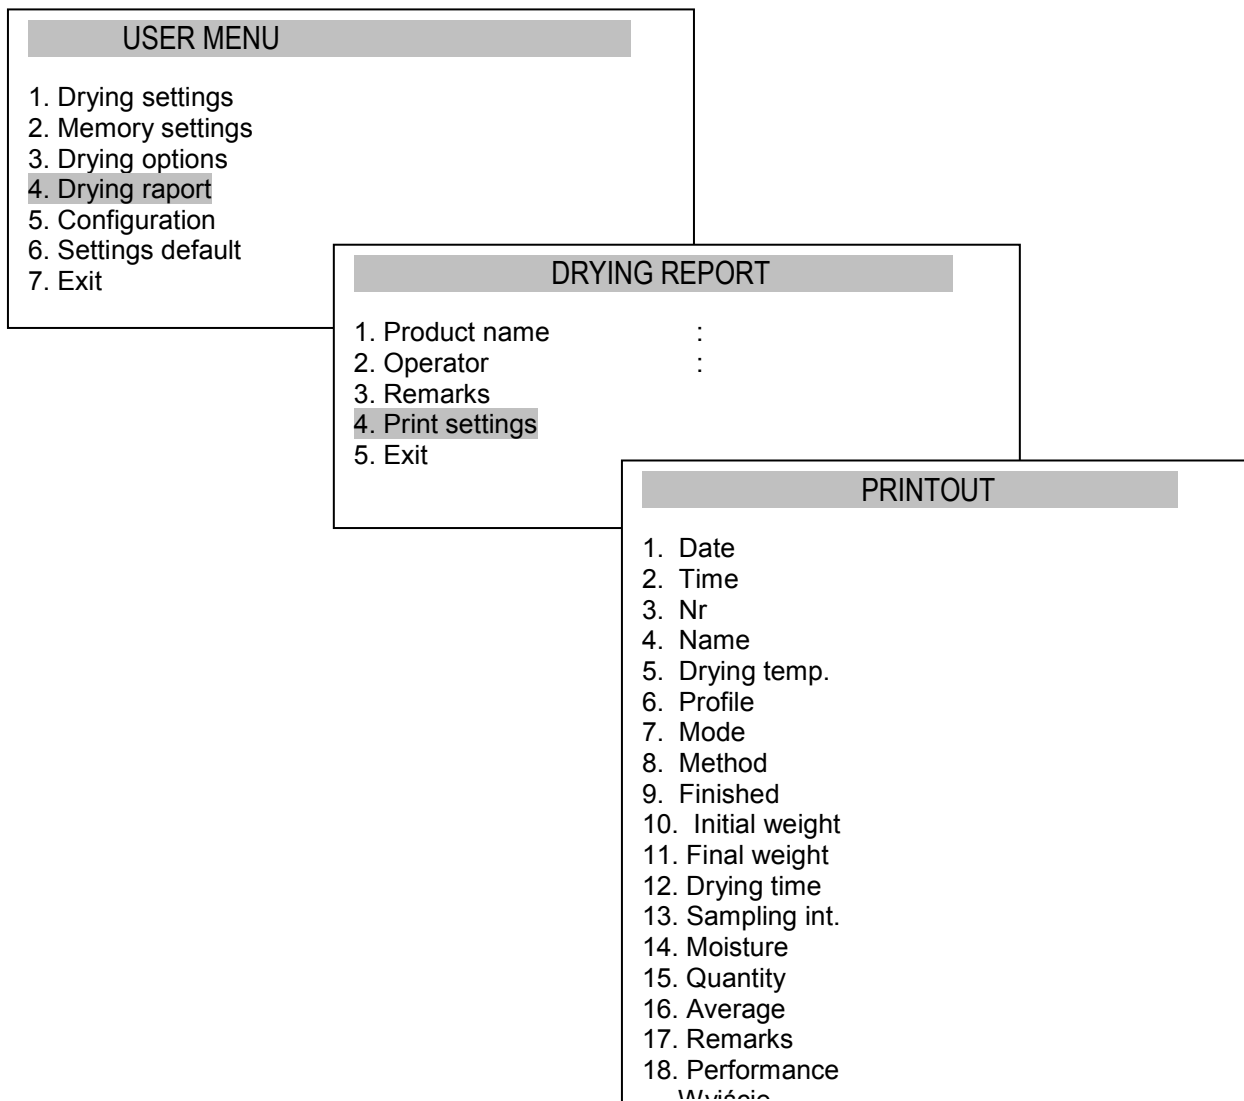 USER MENU
1. Drying settings
2. Memory settings
3. Drying options
4. Drying raport
5. Configuration
6. Settings default
7. Exit
DRYING REPORT
1. Product name :
2. Operator :
3. Remarks
4. Print settings
5. Exit
PRINTOUT
1. Date
2. Time
3. Nr
4. Name
5. Drying temp.
6. Profile
7. Mode
8. Method
9. Finished
10. Initial weight
11. Final weight
12. Drying time
13. Sampling int.
14. Moisture
15. Quantity
16. Average
17. Remarks
18. Performance
Wyjście